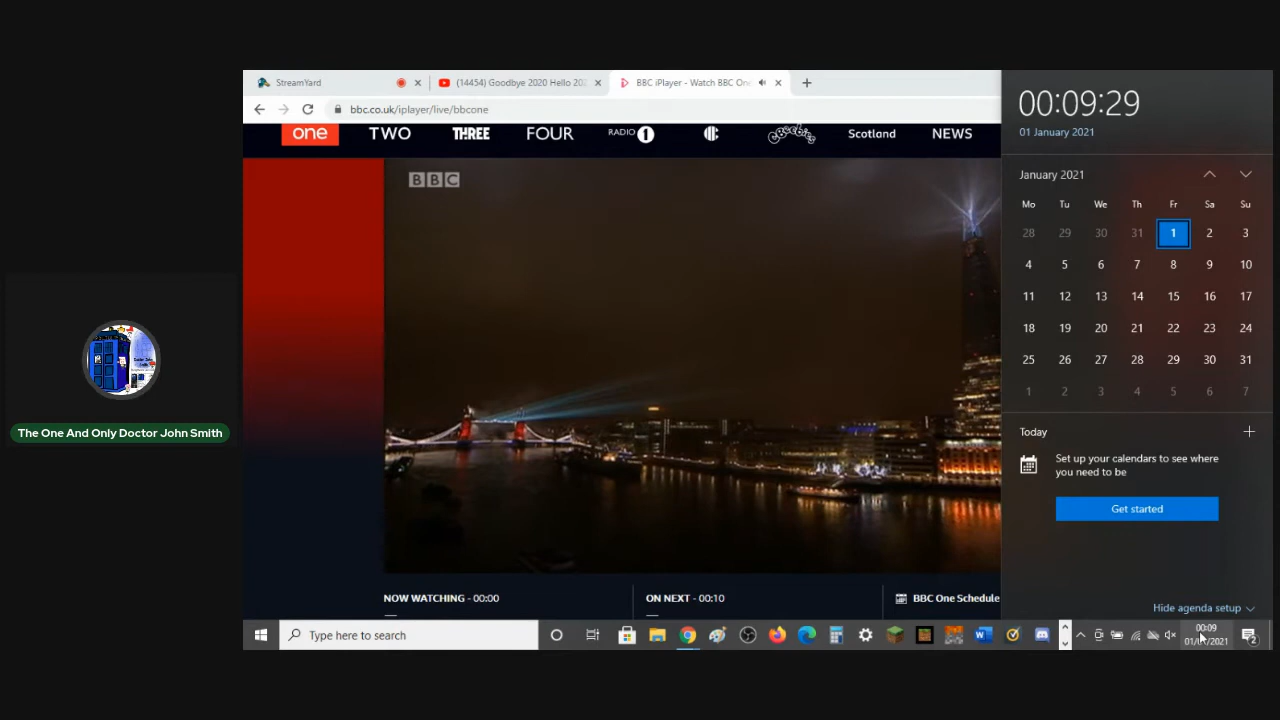 StreamYard
(14454) Goodbye 2020 Hello 202
BBC iPlayer - Watch BBC One
bbc.co.uk/iplayer/live/bbcone
one TWO THREE FOUR RADIO 1 CBeebies Scotland NEWS
BBC
00:09:29
01 January 2021
January 2021
Mo Tu We Th Fr Sa Su
28 29 30 31 1 2 3
4 5 6 7 8 9 10
11 12 13 14 15 16 17
18 19 20 21 22 23 24
25 26 27 28 29 30 31
1 2 3 4 5 6 7
Today
Set up your calendars to see where
you need to be
Get started
Hide agenda setup
The One And Only Doctor John Smith
NOW WATCHING - 00:00
ON NEXT - 00:10
BBC One Schedule
Type here to search
00:09
01/01/2021
2